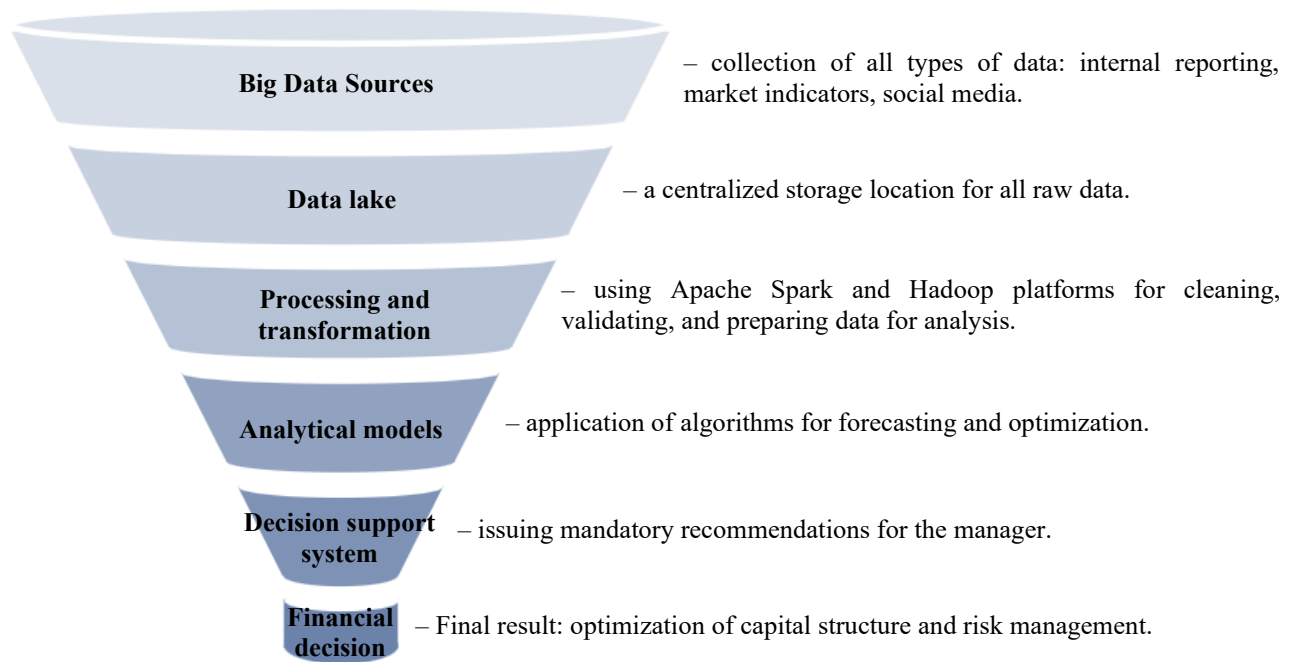 Big Data Sources
– collection of all types of data: internal reporting,
market indicators, social media.
Data lake
– a centralized storage location for all raw data.
Processing and
transformation
– using Apache Spark and Hadoop platforms for cleaning,
validating, and preparing data for analysis.
Analytical models
– application of algorithms for forecasting and optimization.
Decision support
system
– issuing mandatory recommendations for the manager.
Financial
decision
– Final result: optimization of capital structure and risk management.